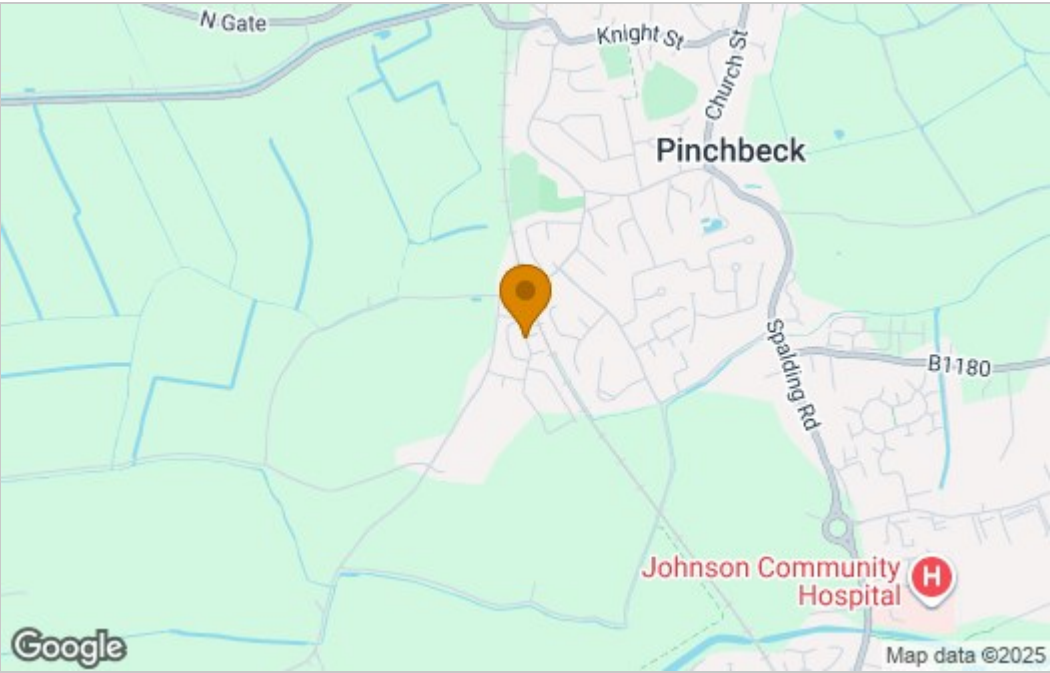 N Gate
Knight St
Church St
Pinchbeck
Spalding Rd
B1180
Johnson Community
Hospital
H
Google
Map data ©2025